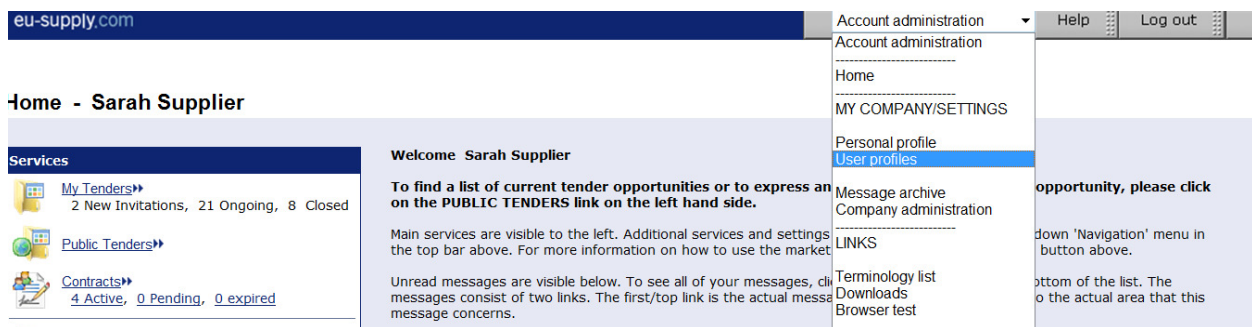 eu-supply.com
Account administration
Help
Log out
Account administration
-------------------------
Home
-------------------------
MY COMPANY/SETTINGS
Personal profile
User profiles
Message archive
Company administration
-------------------------
LINKS
Terminology list
Downloads
Browser test
Home - Sarah Supplier
Services
My Tenders
2 New Invitations, 21 Ongoing, 8 Closed
Public Tenders
Contracts
4 Active, 0 Pending, 0 expired
Welcome Sarah Supplier
To find a list of current tender opportunities or to express an opportunity, please click
on the PUBLIC TENDERS link on the left hand side.
Main services are visible to the left. Additional services and settings down 'Navigation' menu in
the top bar above. For more information on how to use the market button above.
Unread messages are visible below. To see all of your messages, of the list. The
messages consist of two links. The first/top link is the actual the actual area that this
message concerns.